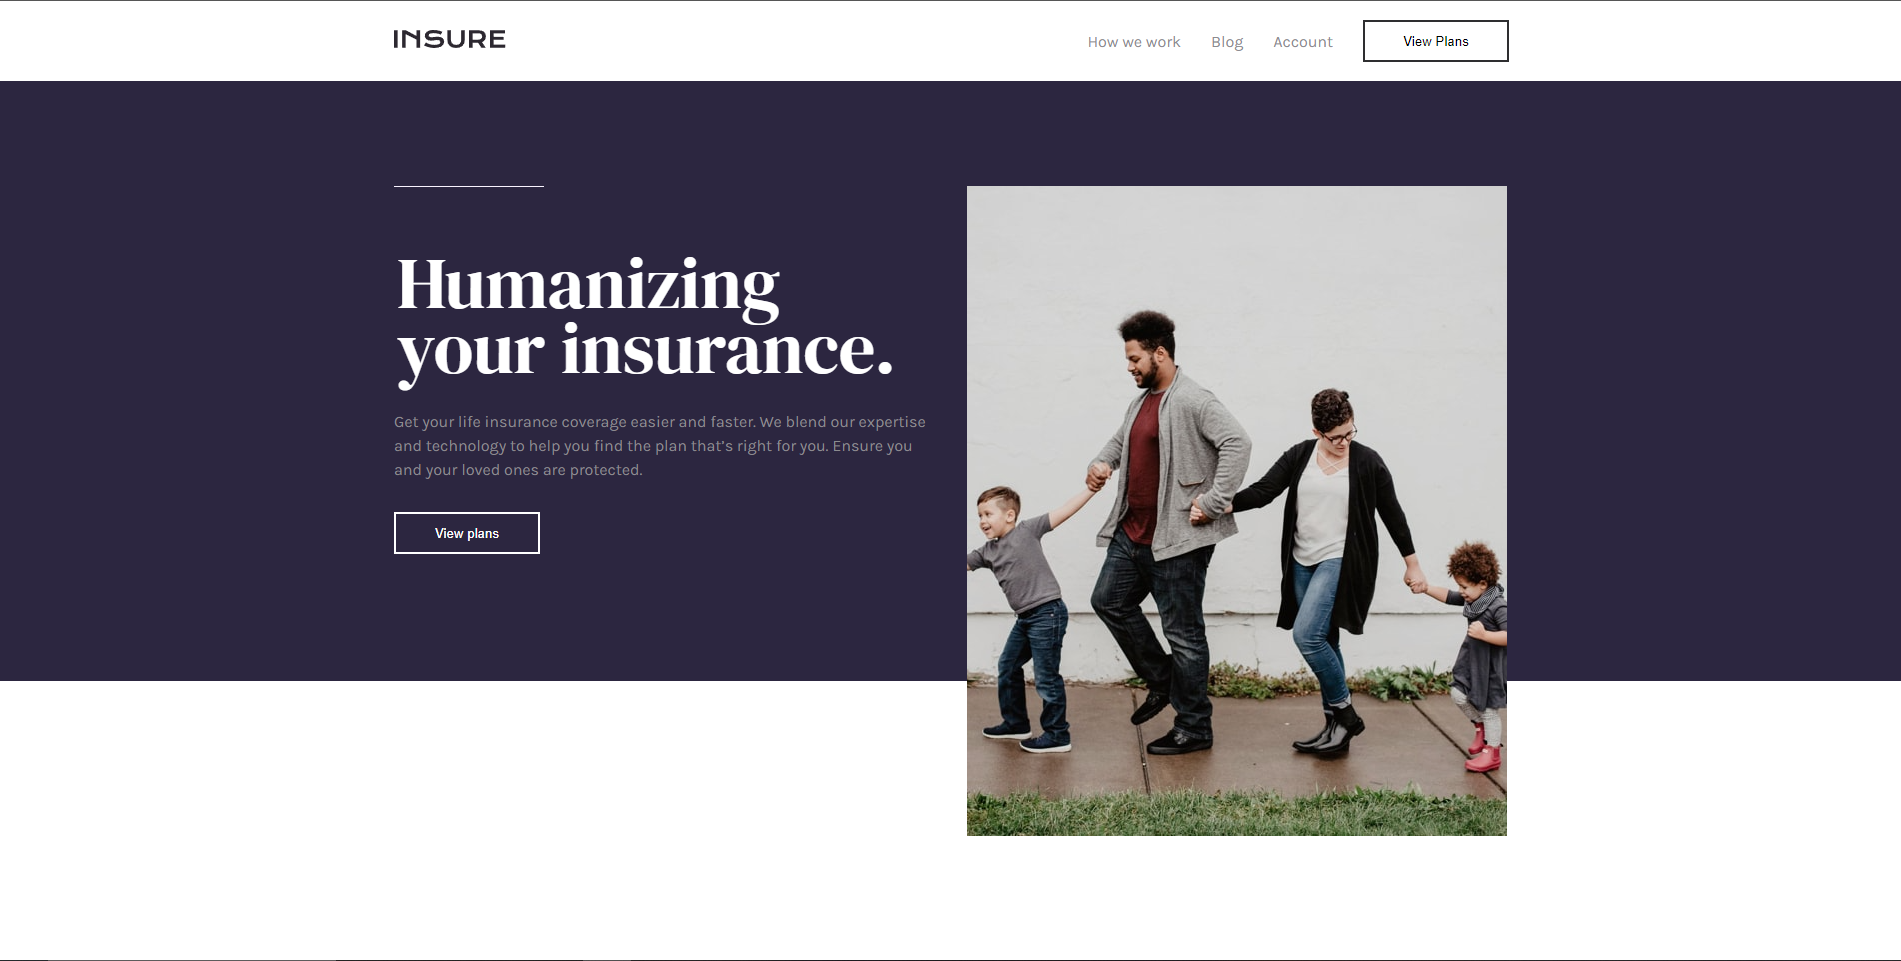 INSURE
How we work
Blog
Account
View Plans
Humanizing
your insurance.
Get your life insurance coverage easier and faster. We blend our expertise
and technology to help you find the plan that’s right for you. Ensure you
and your loved ones are protected.
View plans